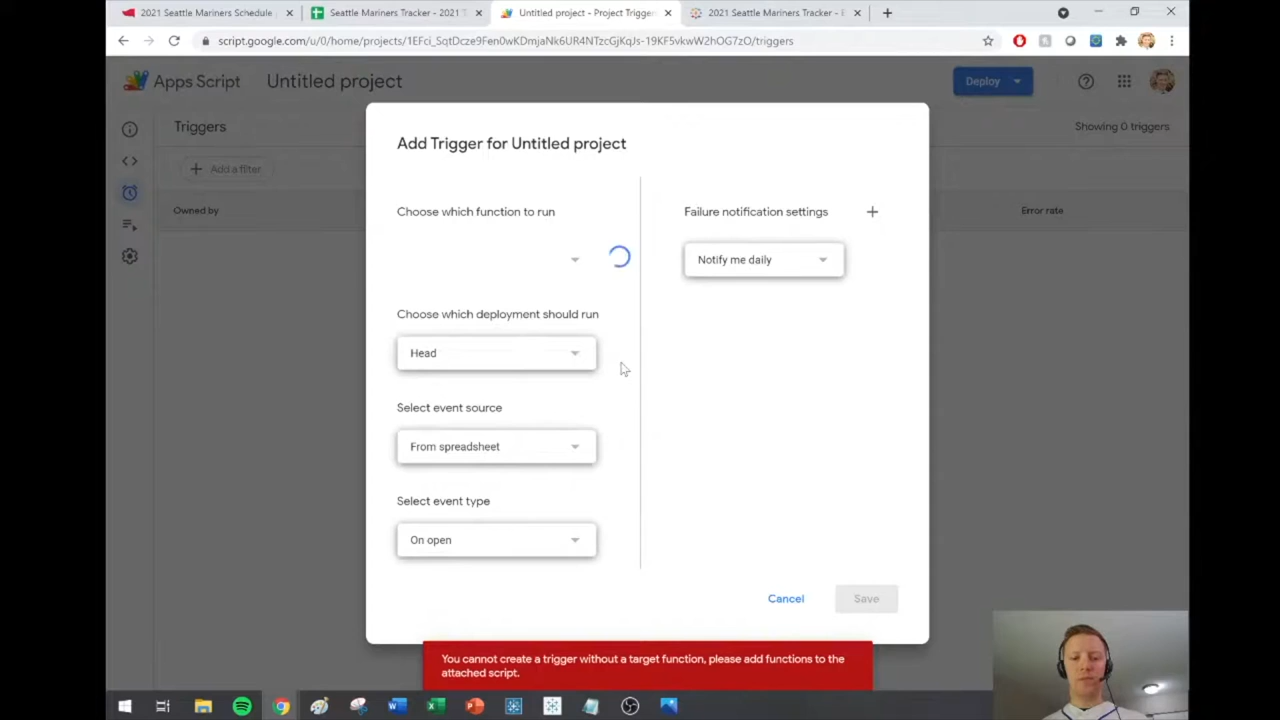 2021 Seattle Mariners Schedule
Seattle Mariners Tracker - 2021 T
Untitled project - Project Trigger
2021 Seattle Mariners Tracker - E
script.google.com/u/0/home/projects/1EFci_SqtDcze9Fen0wKDmjaNk6UR4NTzcGjKqJs-19KF5vkwW2hOG7zO/triggers
Apps Script
Untitled project
Deploy
Triggers
Showing 0 triggers
Add a filter
Owned by
Error rate
Add Trigger for Untitled project
Choose which function to run
Failure notification settings
Notify me daily
Choose which deployment should run
Head
Select event source
From spreadsheet
Select event type
On open
Cancel
Save
You cannot create a trigger without a target function, please add functions to the
attached script.